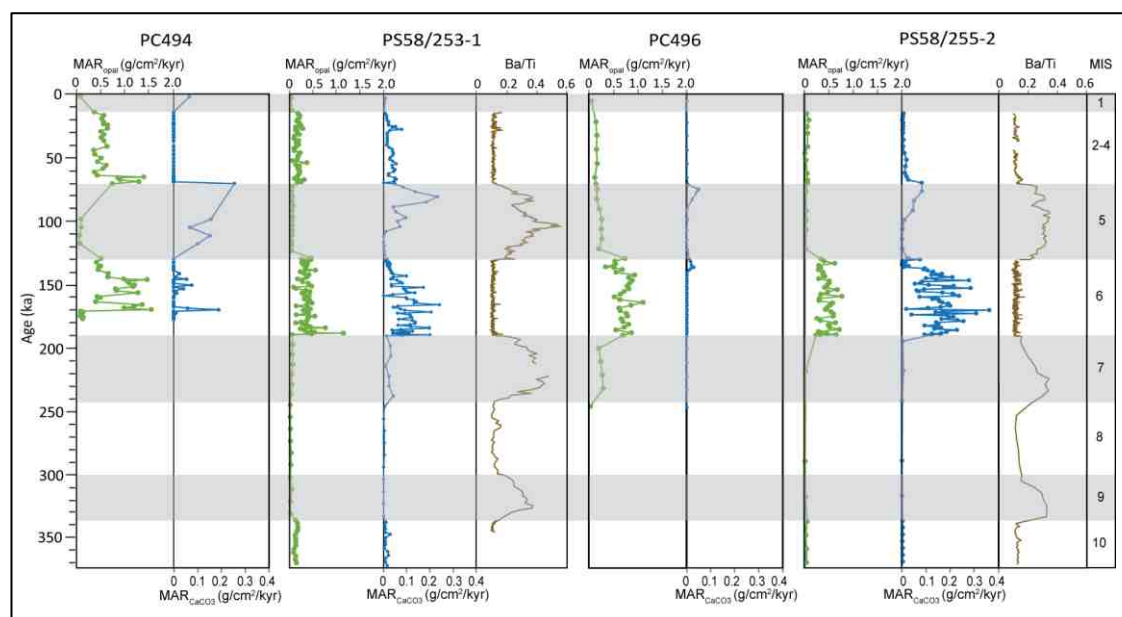 PC494 PS58/253-1 PC496 PS58/255-2
MARopal (g/cm²/kyr) MARopal (g/cm²/kyr) Ba/Ti MARopal (g/cm²/kyr) MARopal (g/cm²/kyr) Ba/Ti MIS
0 0.5 1.0 1.5 2.0 0 0.5 1.0 1.5 2.0 0 0.2 0.4 0.6 0 0.5 1.0 1.5 2.0 0 0.5 1.0 1.5 2.0 0 0.2 0.4 0.6
0 1
50 2-4
100 5
150 6
200 7
250 8
300 9
350 10
Age (ka)
0 0.1 0.2 0.3 0.4 0 0.1 0.2 0.3 0.4 0 0.1 0.2 0.3 0.4 0 0.1 0.2 0.3 0.4
MARCaCO3 (g/cm²/kyr) MARCaCO3 (g/cm²/kyr) MARCaCO3 (g/cm²/kyr) MARCaCO3 (g/cm²/kyr)